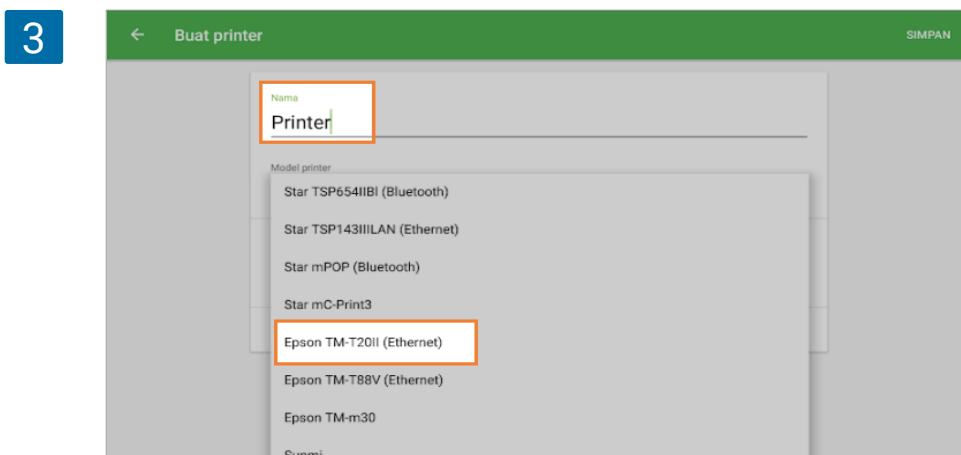 3
Buat printer
SIMPAN
Nama
Printer
Model printer
Star TSP654IIBI (Bluetooth)
Star TSP143IIILAN (Ethernet)
Star mPOP (Bluetooth)
Star mC-Print3
Epson TM-T20II (Ethernet)
Epson TM-T88V (Ethernet)
Epson TM-m30
Sunmi